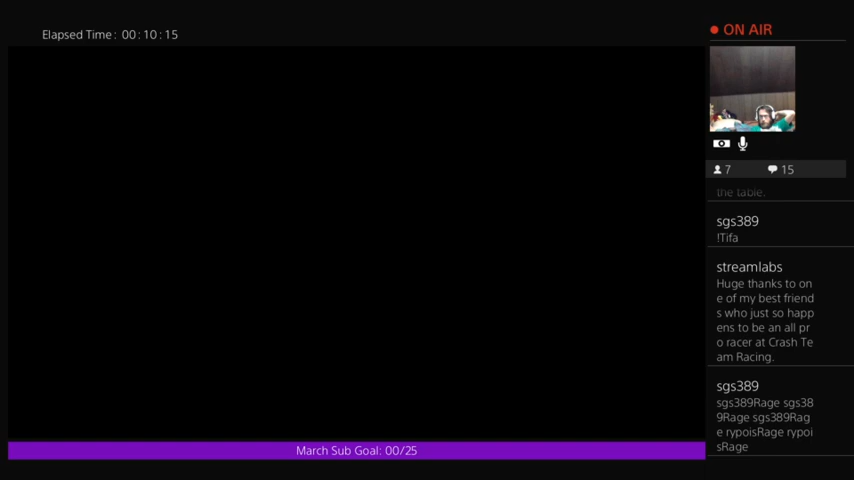 Elapsed Time: 00:10:15
ON AIR
7 15
the table.
sgs389
!Tifa
streamlabs
Huge thanks to on
e of my best friend
s who just so happ
ens to be an all pr
o racer at Crash Te
am Racing.
sgs389
sgs389Rage sgs38
9Rage sgs389Rag
e rypoisRage rypoi
sRage
March Sub Goal: 00/25